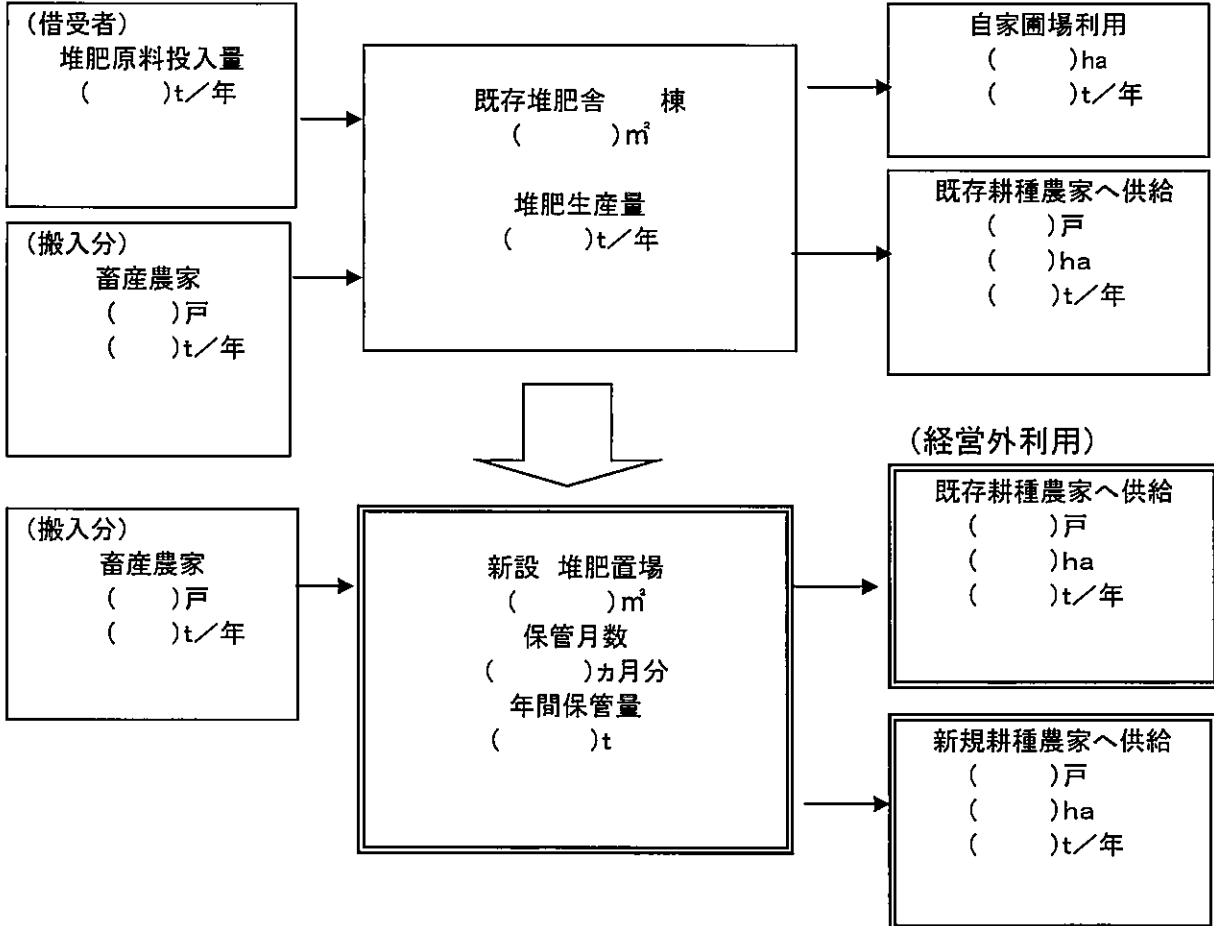 (借受者)
堆肥原料投入量
(　　　)t／年
(搬入分)
畜産農家
(　　)戸
(　　)t／年
既存堆肥舎　　棟
(　　　)㎡
堆肥生産量
(　　　)t／年
自家圃場利用
(　　　)ha
(　　　)t／年
既存耕種農家へ供給
(　　)戸
(　　)ha
(　　)t／年
(搬入分)
畜産農家
(　　)戸
(　　)t／年
新設 堆肥置場
(　　　)㎡
保管月数
(　　　)ヵ月分
年間保管量
(　　　)t
(経営外利用)
既存耕種農家へ供給
(　　　)戸
(　　　)ha
(　　　)t／年
新規耕種農家へ供給
(　　　)戸
(　　　)ha
(　　　)t／年